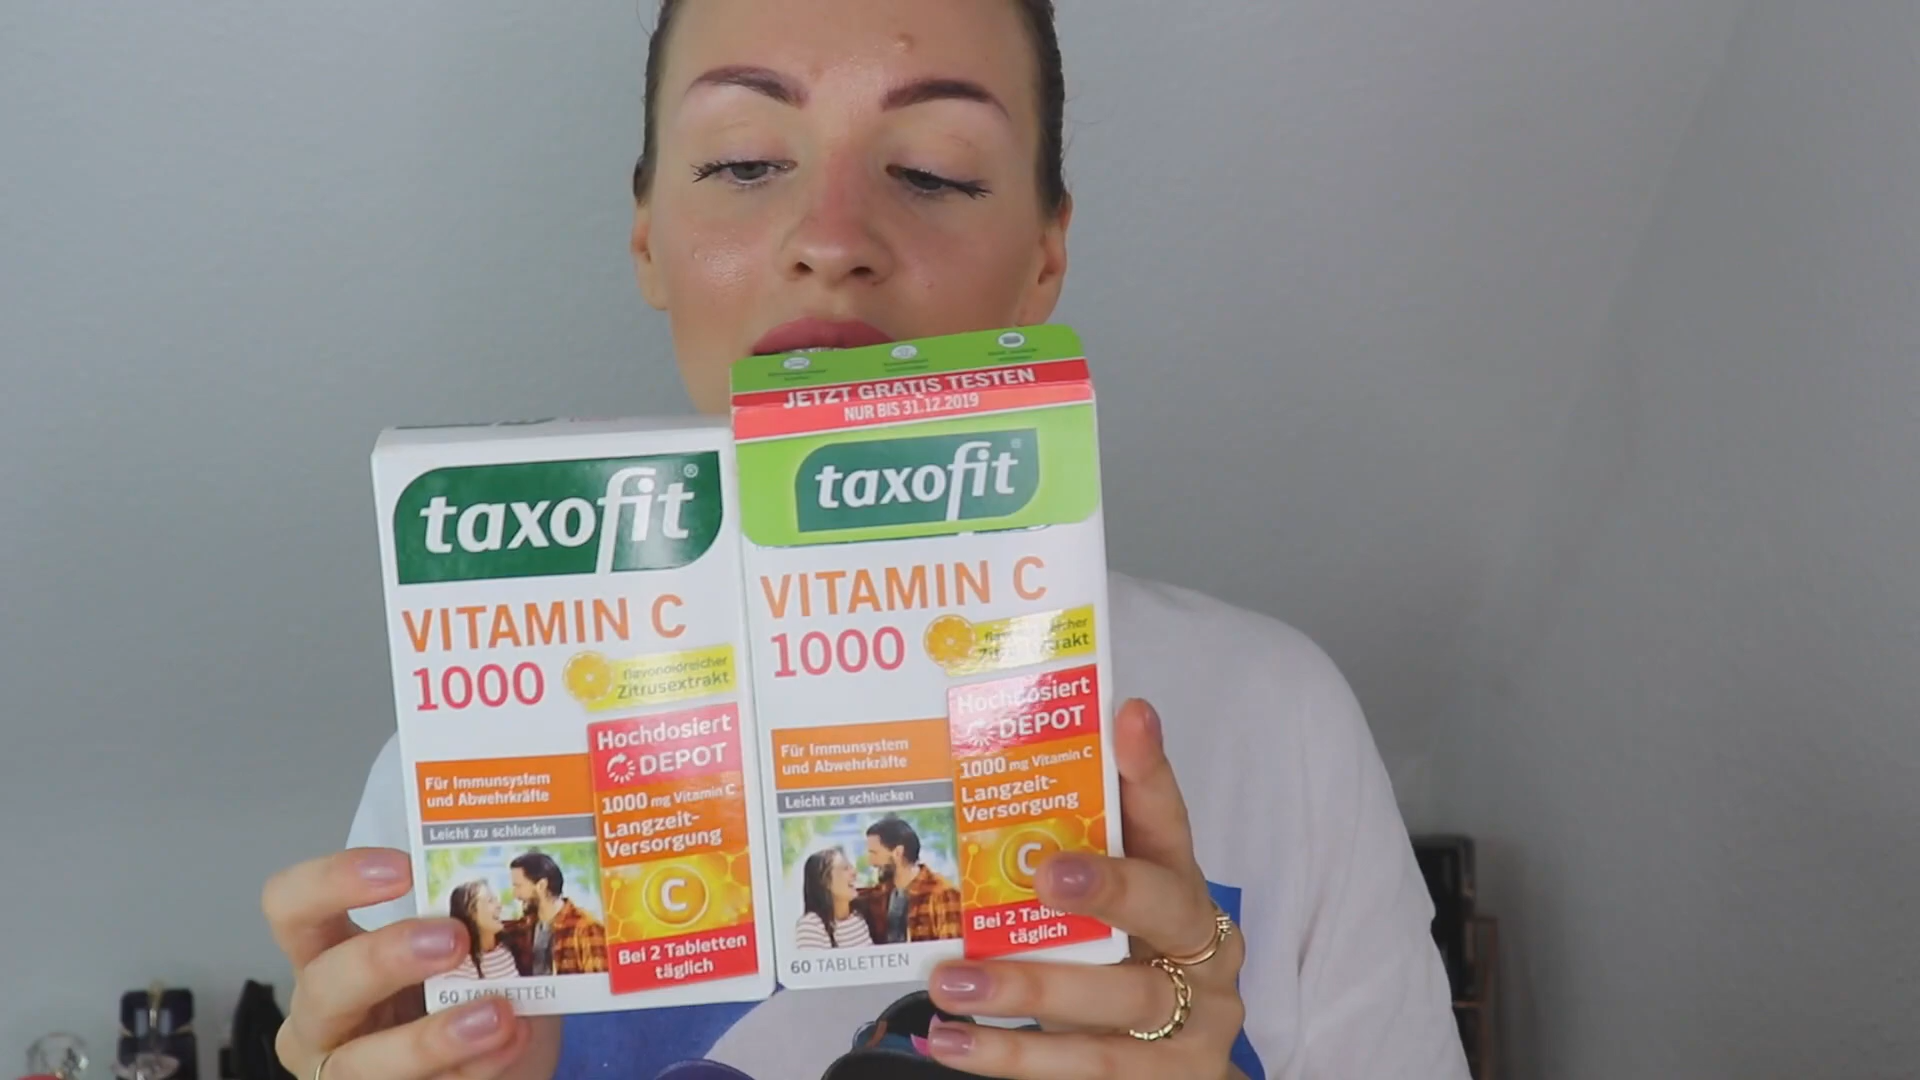 taxofit®
VITAMIN C
1000
flavonoidreicher
Zitrusextrakt
Hochdosiert
DEPOT
Für Immunsystem
und Abwehrkräfte
1000 mg Vitamin C
Langzeit-
Versorgung
Leicht zu schlucken
C
Bei 2 Tabletten
täglich
60 TABLETTEN
JETZT GRATIS TESTEN
NUR BIS 31.12.2019
taxofit®
VITAMIN C
1000
Hochdosiert
DEPOT
Für Immunsystem
und Abwehrkräfte
1000 mg Vitamin C
Langzeit-
Versorgung
Leicht zu schlucken
C
Bei 2
täglich
60 TABLETTEN